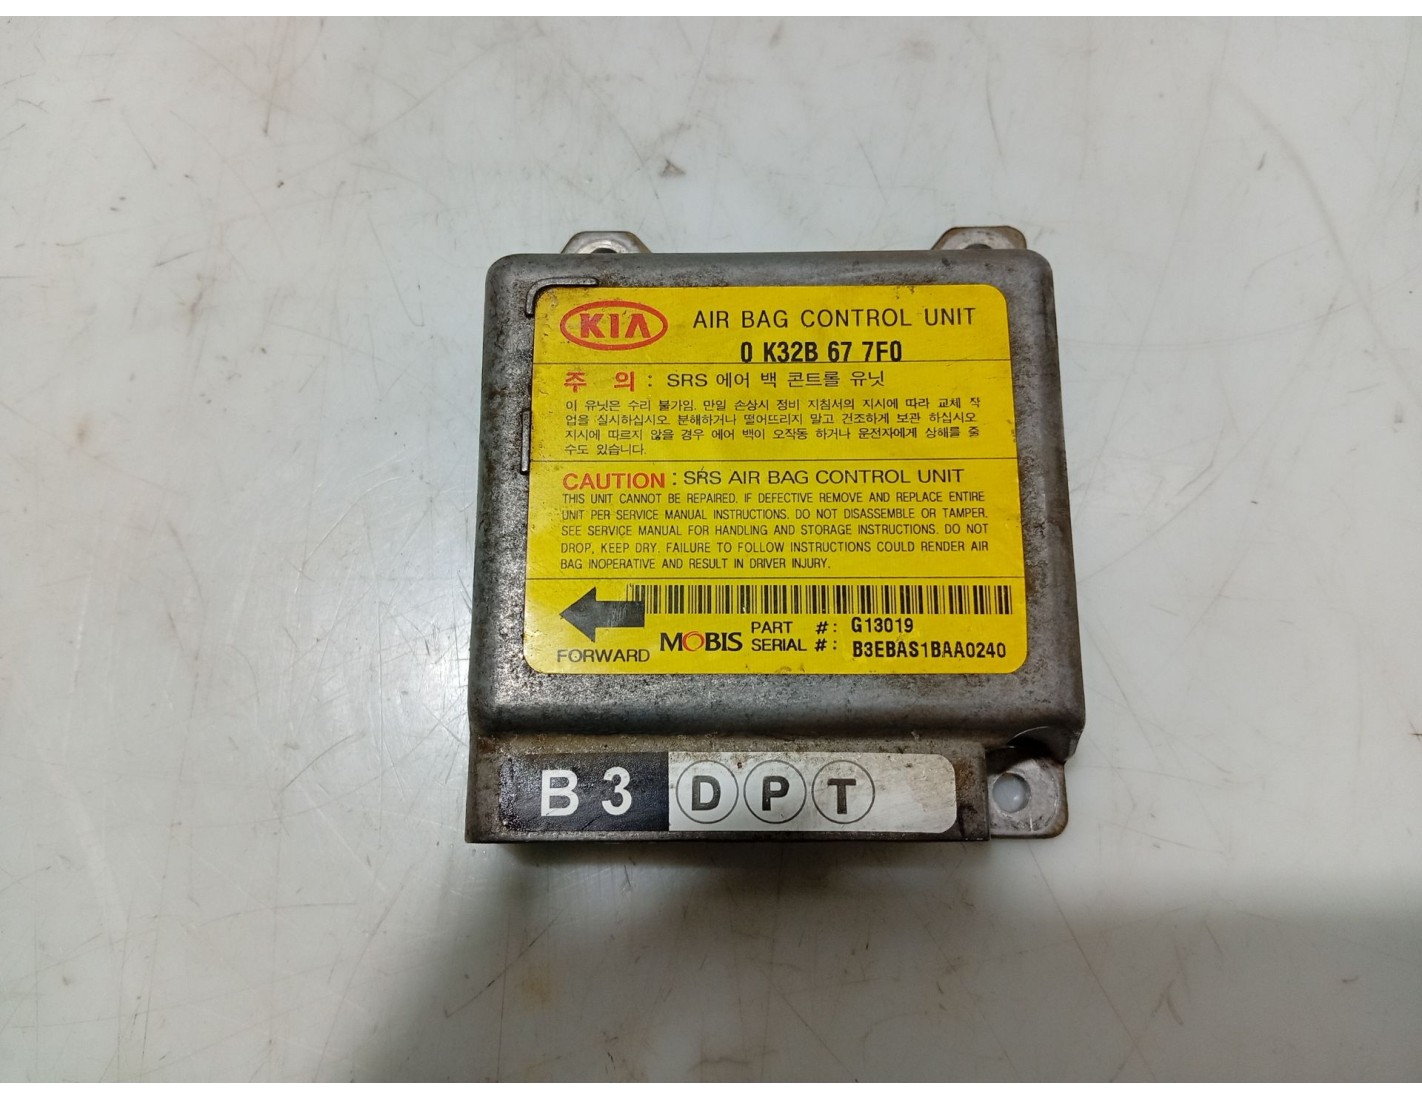 KIA AIR BAG CONTROL UNIT
0 K32B 67 7F0
주 의 : SRS 에어 백 콘트롤 유닛
이 유닛은 수리 불가임. 만일 손상시 정비 지침서의 지시에 따라 교체 작
업을 실시하십시오. 분해하거나 떨어뜨리지 말고 건조하게 보관 하십시오
지시에 따르지 않을 경우 에어 백이 오작동 하거나 운전자에게 상해를 줄
수도 있습니다.
CAUTION : SRS AIR BAG CONTROL UNIT
THIS UNIT CANNOT BE REPAIRED. IF DEFECTIVE REMOVE AND REPLACE ENTIRE
UNIT PER SERVICE MANUAL INSTRUCTIONS. DO NOT DISASSEMBLE OR TAMPER.
SEE SERVICE MANUAL FOR HANDLING AND STORAGE INSTRUCTIONS. DO NOT
DROP, KEEP DRY. FAILURE TO FOLLOW INSTRUCTIONS COULD RENDER AIR
BAG INOPERATIVE AND RESULT IN DRIVER INJURY.
PART #: G13019
FORWARD MOBIS SERIAL #: B3EBAS1BAA0240
B3 D P T